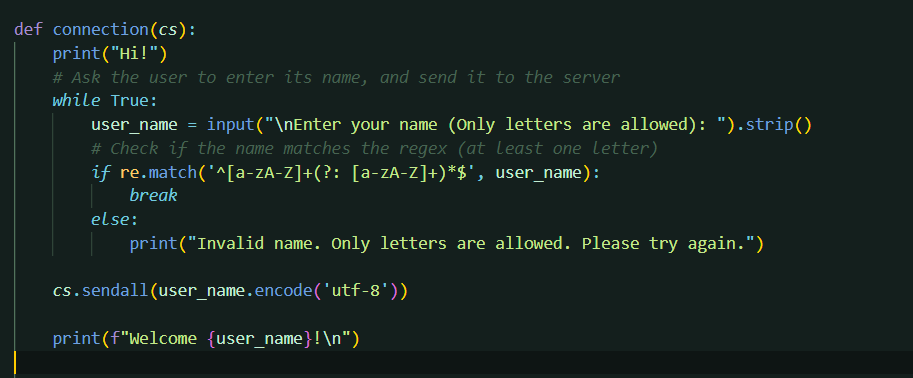 def connection(cs):
    print("Hi!")
    # Ask the user to enter its name, and send it to the server
    while True:
        user_name = input("\nEnter your name (Only letters are allowed): ").strip()
        # Check if the name matches the regex (at least one letter)
        if re.match('^[a-zA-Z]+(?: [a-zA-Z]+)*$', user_name):
            break
        else:
            print("Invalid name. Only letters are allowed. Please try again.")
    cs.sendall(user_name.encode('utf-8'))
    print(f"Welcome {user_name}!\n")